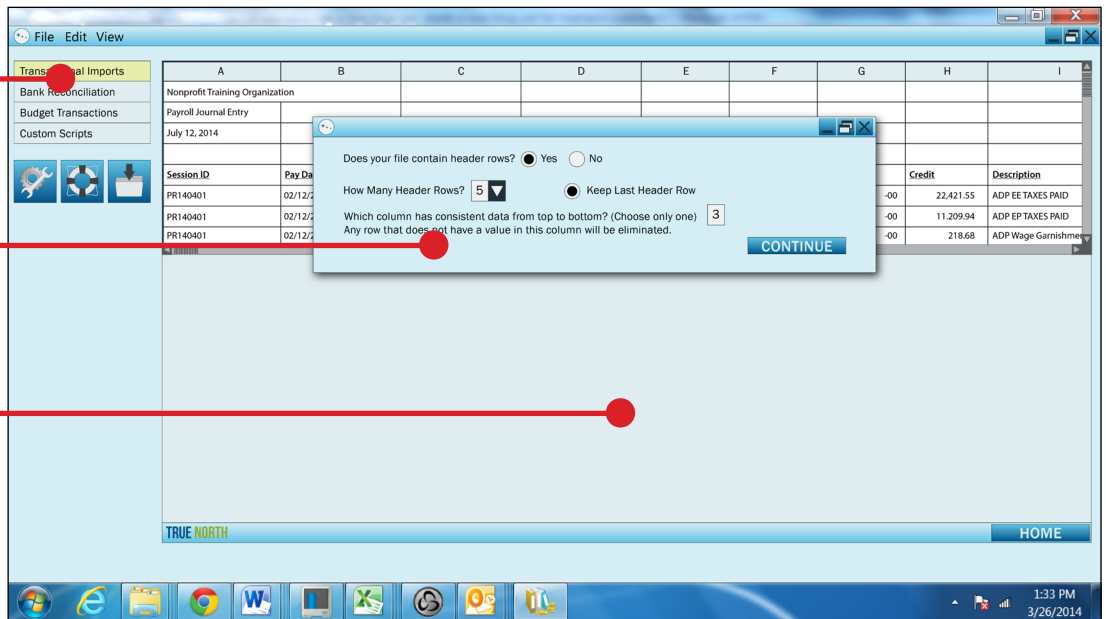 File Edit View
Transa al Imports
Bank Reconciliation
Budget Transactions
Custom Scripts
A B C D E F G H I
Nonprofit Training Organization
Payroll Journal Entry
July 12, 2014
Session ID Pay Da Credit Description
PR140401 02/12/2 -00 22,421.55 ADP EE TAXES PAID
PR140401 02/12/2 -00 11.209.94 ADP EP TAXES PAID
PR140401 02/12/2 -00 218.68 ADP Wage Garnishme
Does your file contain header rows? Yes No
How Many Header Rows? 5 Keep Last Header Row
Which column has consistent data from top to bottom? (Choose only one) 3
Any row that does not have a value in this column will be eliminated.
CONTINUE
TRUE NORTH HOME
1:33 PM
3/26/2014